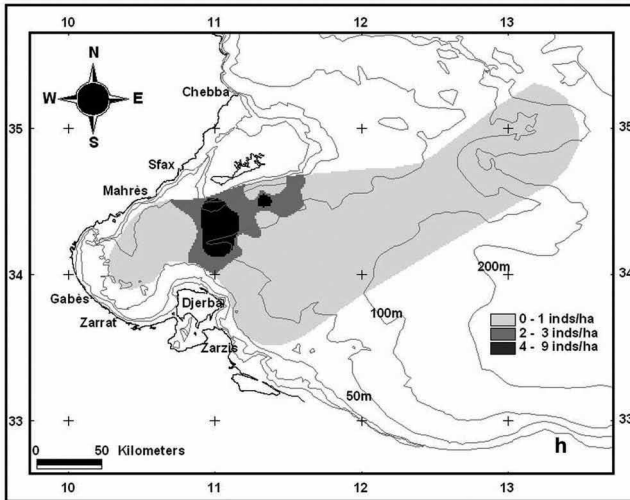 10 11 12 13
N
W E
S
Chebba
35
35
Sfax
Mahrès
34
34
200m
Gabès
Djerba
Zarrat
100m
0 - 1 inds/ha
2 - 3 inds/ha
4 - 9 inds/ha
Zarzis
50m
33
33
h
0 50 Kilometers
10 11 12 13